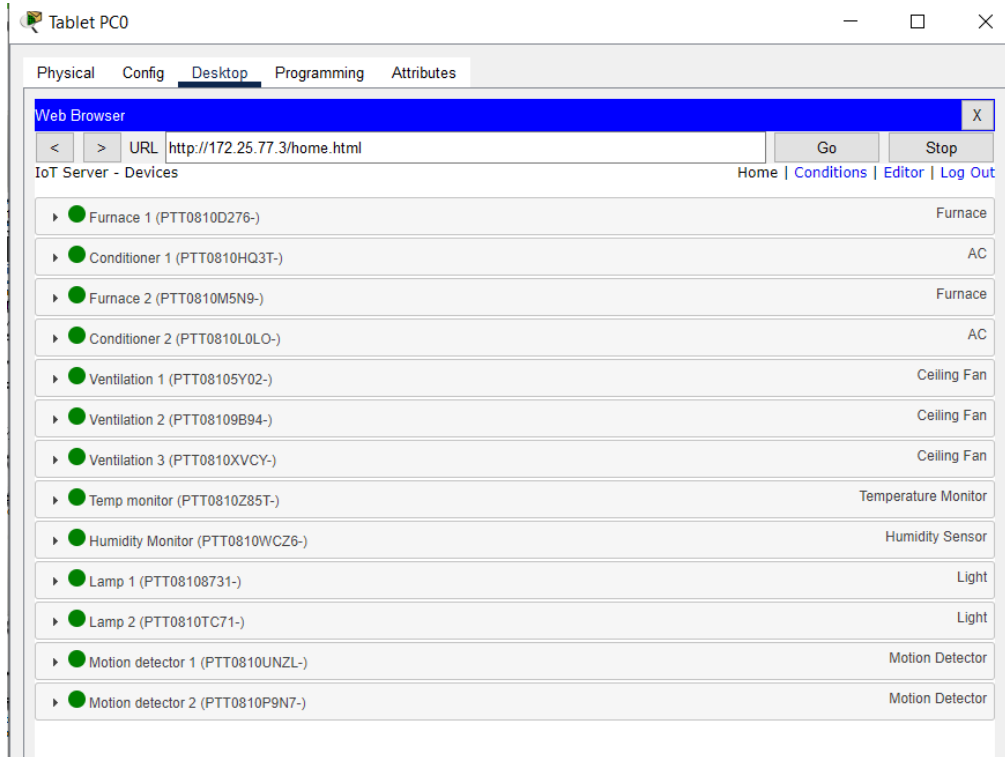 Tablet PC0
Physical Config Desktop Programming Attributes
Web Browser X
< > URL http://172.25.77.3/home.html Go Stop
IoT Server - Devices Home | Conditions | Editor | Log Out
Furnace 1 (PTT0810D276-) Furnace
Conditioner 1 (PTT0810HQ3T-) AC
Furnace 2 (PTT0810M5N9-) Furnace
Conditioner 2 (PTT0810L0LO-) AC
Ventilation 1 (PTT08105Y02-) Ceiling Fan
Ventilation 2 (PTT08109B94-) Ceiling Fan
Ventilation 3 (PTT0810XVCY-) Ceiling Fan
Temp monitor (PTT0810Z85T-) Temperature Monitor
Humidity Monitor (PTT0810WCZ6-) Humidity Sensor
Lamp 1 (PTT08108731-) Light
Lamp 2 (PTT0810TC71-) Light
Motion detector 1 (PTT0810UNZL-) Motion Detector
Motion detector 2 (PTT0810P9N7-) Motion Detector